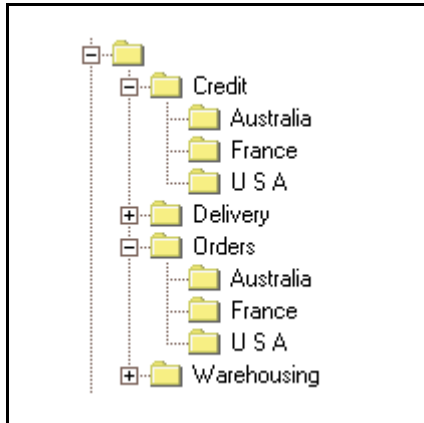 Credit
Australia
France
U S A
Delivery
Orders
Australia
France
U S A
Warehousing